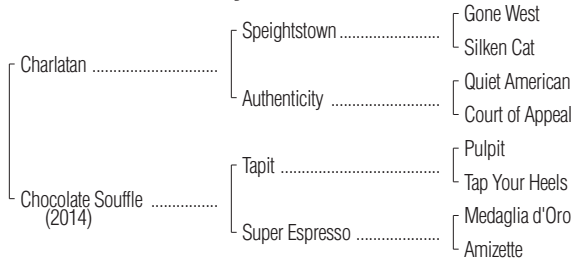 Gone West
Speightstown ....................
Silken Cat
Charlatan .........................
Quiet American
Authenticity .....................
Court of Appeal
Pulpit
Tapit ................................
Tap Your Heels
Chocolate Souffle .............
(2014)
Medaglia d'Oro
Super Espresso ................
Amizette